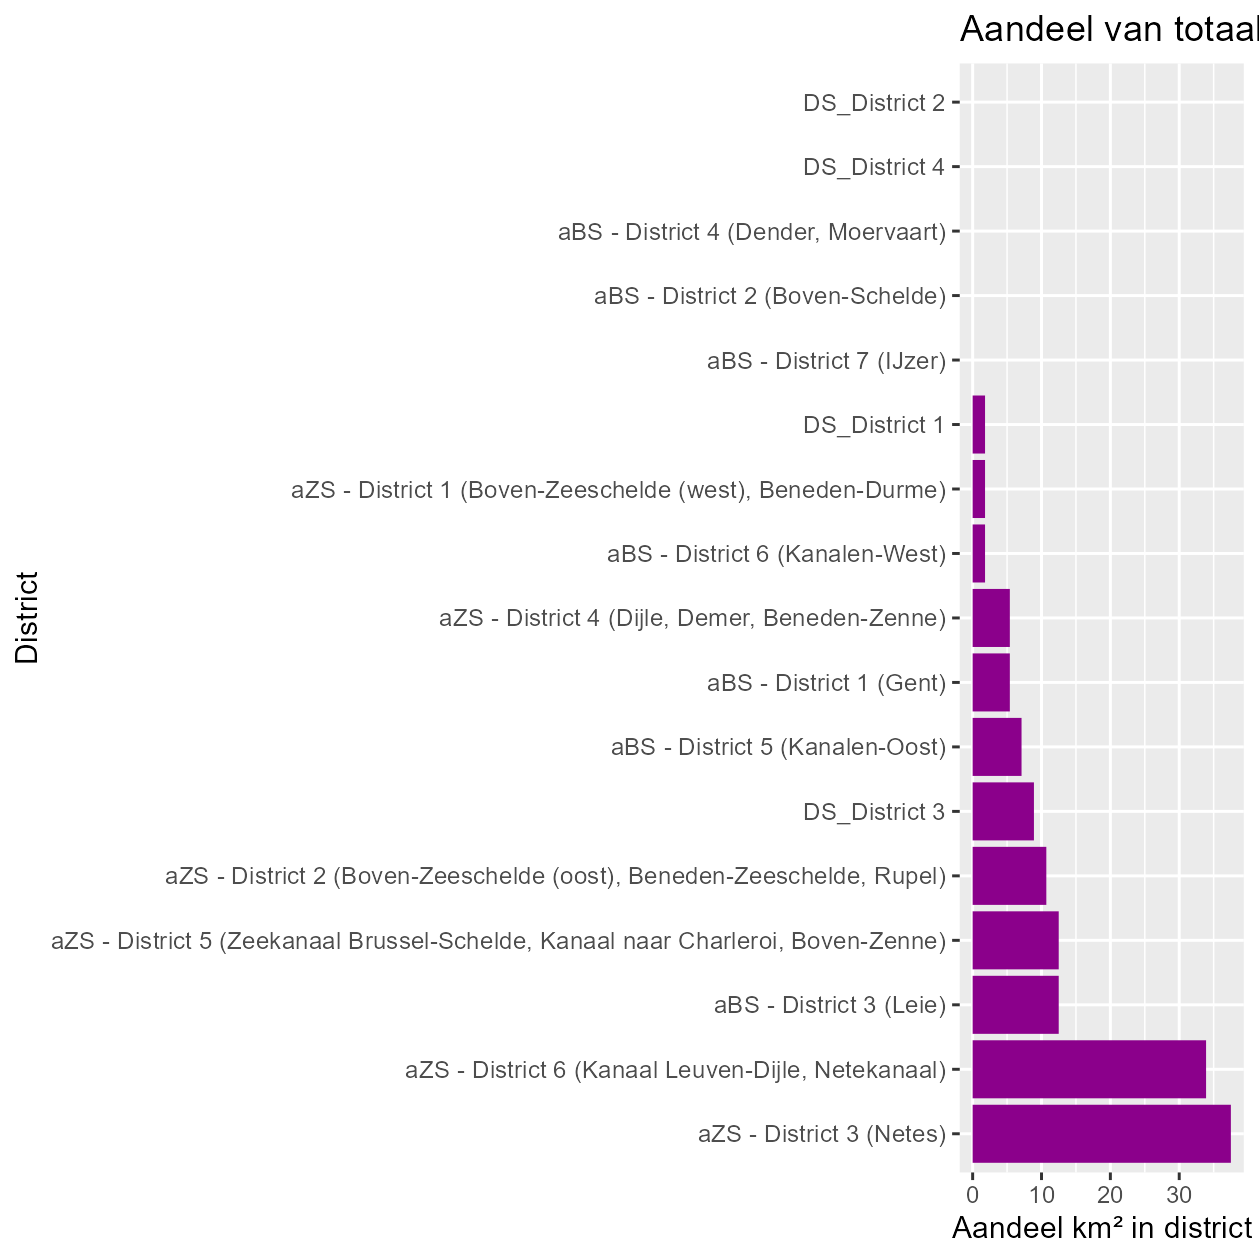 Aandeel van totaal
DS_District 2
DS_District 4
aBS - District 4 (Dender, Moervaart)
aBS - District 2 (Boven-Schelde)
aBS - District 7 (IJzer)
DS_District 1
aZS - District 1 (Boven-Zeeschelde (west), Beneden-Durme)
aBS - District 6 (Kanalen-West)
aZS - District 4 (Dijle, Demer, Beneden-Zenne)
aBS - District 1 (Gent)
aBS - District 5 (Kanalen-Oost)
DS_District 3
aZS - District 2 (Boven-Zeeschelde (oost), Beneden-Zeeschelde, Rupel)
aZS - District 5 (Zeekanaal Brussel-Schelde, Kanaal naar Charleroi, Boven-Zenne)
aBS - District 3 (Leie)
aZS - District 6 (Kanaal Leuven-Dijle, Netekanaal)
aZS - District 3 (Netes)
District
0 10 20 30
Aandeel km² in district